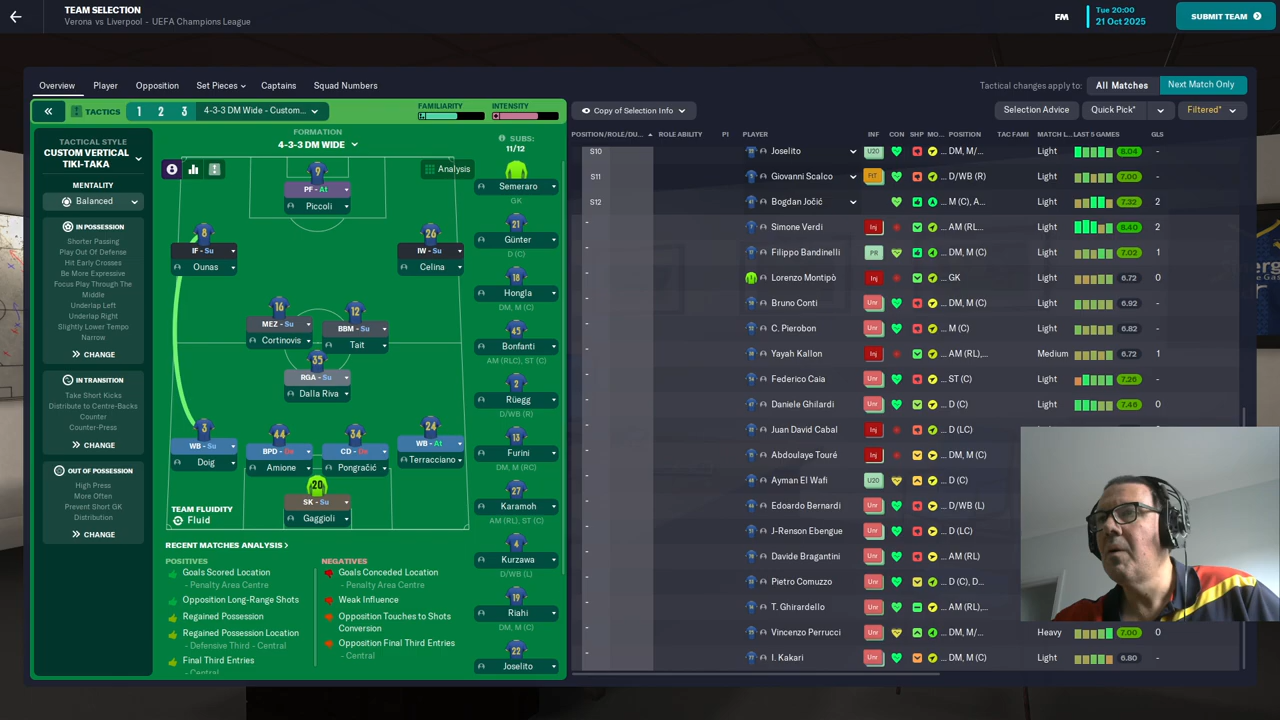 TEAM SELECTION
Verona vs Liverpool - UEFA Champions League
FM
Tue 20:00
21 Oct 2025
SUBMIT TEAM
Overview
Player
Opposition
Set Pieces
Captains
Squad Numbers
Tactical changes apply to:
All Matches
Next Match Only
TACTICS
1 2 3
4-3-3 DM Wide - Custom...
FAMILIARITY
INTENSITY
Copy of Selection Info
Selection Advice
Quick Pick*
Filtered*
TACTICAL STYLE
CUSTOM VERTICAL
TIKI-TAKA
MENTALITY
Balanced
IN POSSESSION
Shorter Passing
Play Out Of Defense
Hit Early Crosses
Be More Expressive
Focus Play Through The
Middle
Underlap Left
Underlap Right
Slightly Lower Tempo
Narrow
CHANGE
IN TRANSITION
Take Short Kicks
Distribute to Centre-Backs
Counter
Counter-Press
CHANGE
OUT OF POSSESSION
High Press
More Often
Prevent Short GK
Distribution
CHANGE
FORMATION
4-3-3 DM WIDE
Analysis
9
PF - At
Piccoli
8
IF - Su
Ounas
26
IW - Su
Celina
16
MEZ - Su
Cortinovis
12
BBM - Su
Tait
35
RGA - Su
Dalla Riva
3
WB - Su
Doig
44
BPD - De
Amione
34
CD - De
Pongračić
24
WB - At
Terracciano
20
SK - Su
Gaggioli
TEAM FLUIDITY
Fluid
RECENT MATCHES ANALYSIS
POSITIVES
Goals Scored Location
- Penalty Area Centre
Opposition Long-Range Shots
Regained Possession
Regained Possession Location
- Defensive Third - Central
Final Third Entries
- Central
NEGATIVES
Goals Conceded Location
- Penalty Area Centre
Weak Influence
Opposition Touches to Shots
Conversion
Opposition Final Third Entries
- Central
SUBS:
11/12
Semeraro
GK
21
Günter
D (C)
18
Hongla
DM, M (C)
45
Bonfanti
AM (RLC), ST (C)
2
Rüegg
D/WB (R)
13
Furini
DM, M (RC)
27
Karamoh
AM (RL), ST (C)
4
Kurzawa
D/WB (L)
19
Riahi
DM, M (C)
22
Joselito
POSITION/ROLE/DU... ROLE ABILITY PI PLAYER INF CON SHP MO... POSITION TAC FAMI MATCH L... LAST 5 GAMES GLS
S10 Joselito U20 ... DM, M/... Light 8.04 -
S11 Giovanni Scalco FIT ... D/WB (R) Light 7.00 -
S12 Bogdan Jočić ... M (C), A... Light 7.32 2
- Simone Verdi Inj ... AM (RL... Light 8.40 2
- Filippo Bandinelli PR ... DM, M (C) Light 7.02 1
- Lorenzo Montipò Inj ... GK Light 6.72 0
- Bruno Conti Unr ... DM, M (C) Light 6.92 -
- C. Pierobon Unr ... M (C) Light 6.82 -
- Yayah Kallon Inj ... AM (RL),... Medium 6.72 1
- Federico Caia Unr ... ST (C) Light 7.26 -
- Daniele Ghilardi Unr ... D (C) Light 7.46 0
- Juan David Cabal Inj ... D (LC)
- Abdoulaye Touré Inj ... DM, M (C)
- Ayman El Wafi U20 ... D (C)
- Edoardo Bernardi Unr ... D/WB (L)
- J-Renson Ebengue Unr ... D (LC)
- Davide Bragantini Unr ... AM (RL)
- Pietro Comuzzo Unr ... D (C), D...
- T. Ghirardello Unr ... AM (RL),...
- Vincenzo Perrucci Unr ... DM, M/... Heavy 7.00 0
- I. Kakari Unr ... DM, M (C) Light 6.80 -